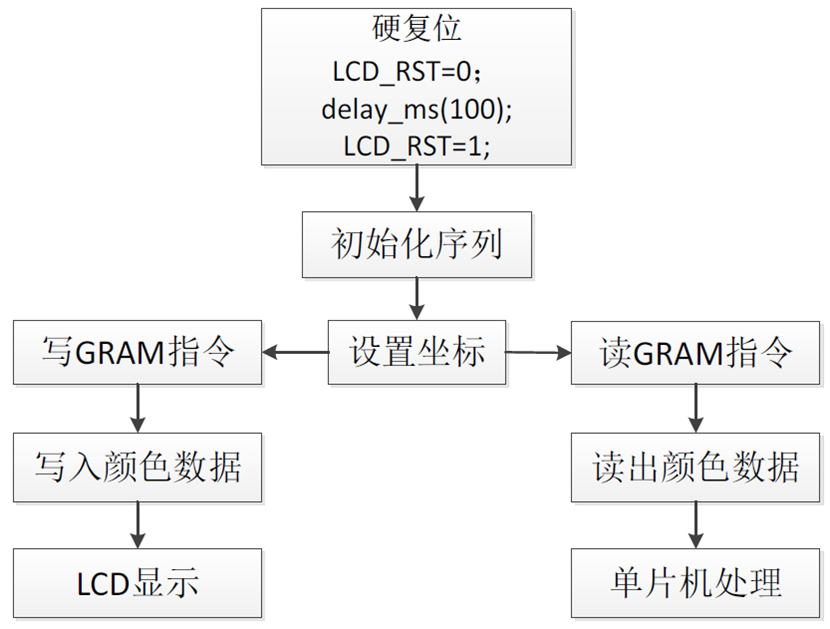 硬复位
LCD_RST=0；
delay_ms(100);
LCD_RST=1;
初始化序列
写GRAM指令
设置坐标
读GRAM指令
写入颜色数据
读出颜色数据
LCD显示
单片机处理